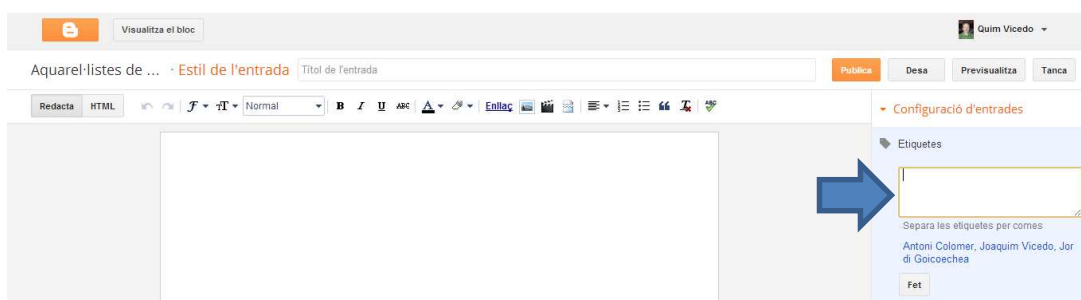 Visualitza el bloc
Quim Vicedo
Aquarel·listes de ... · Estil de l'entrada Títol de l'entrada Publica Desa Previsualitza Tanca
Redacta HTML F T Normal B I U ABC A Enllaç T ABC
Configuració d'entrades
Etiquetes
Separa les etiquetes per comes
Antoni Colomer, Joaquim Vicedo, Jor
di Goicoechea
Fet